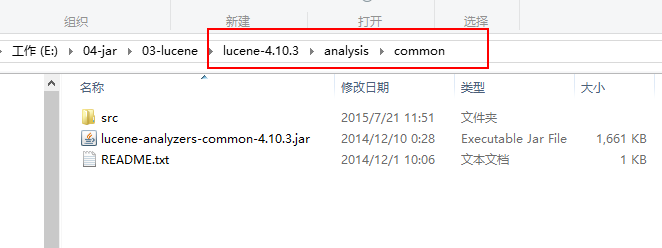 组织 新建 打开 选择
工作 (E:) 04-jar 03-lucene lucene-4.10.3 analysis common
名称 修改日期 类型 大小
src 2015/7/21 11:51 文件夹
lucene-analyzers-common-4.10.3.jar 2014/12/10 0:28 Executable Jar File 1,661 KB
README.txt 2014/12/1 10:06 文本文档 1 KB